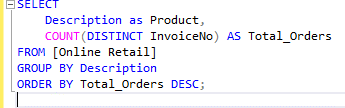 SELECT
Description as Product,
COUNT(DISTINCT InvoiceNo) AS Total_Orders
FROM [Online Retail]
GROUP BY Description
ORDER BY Total_Orders DESC;